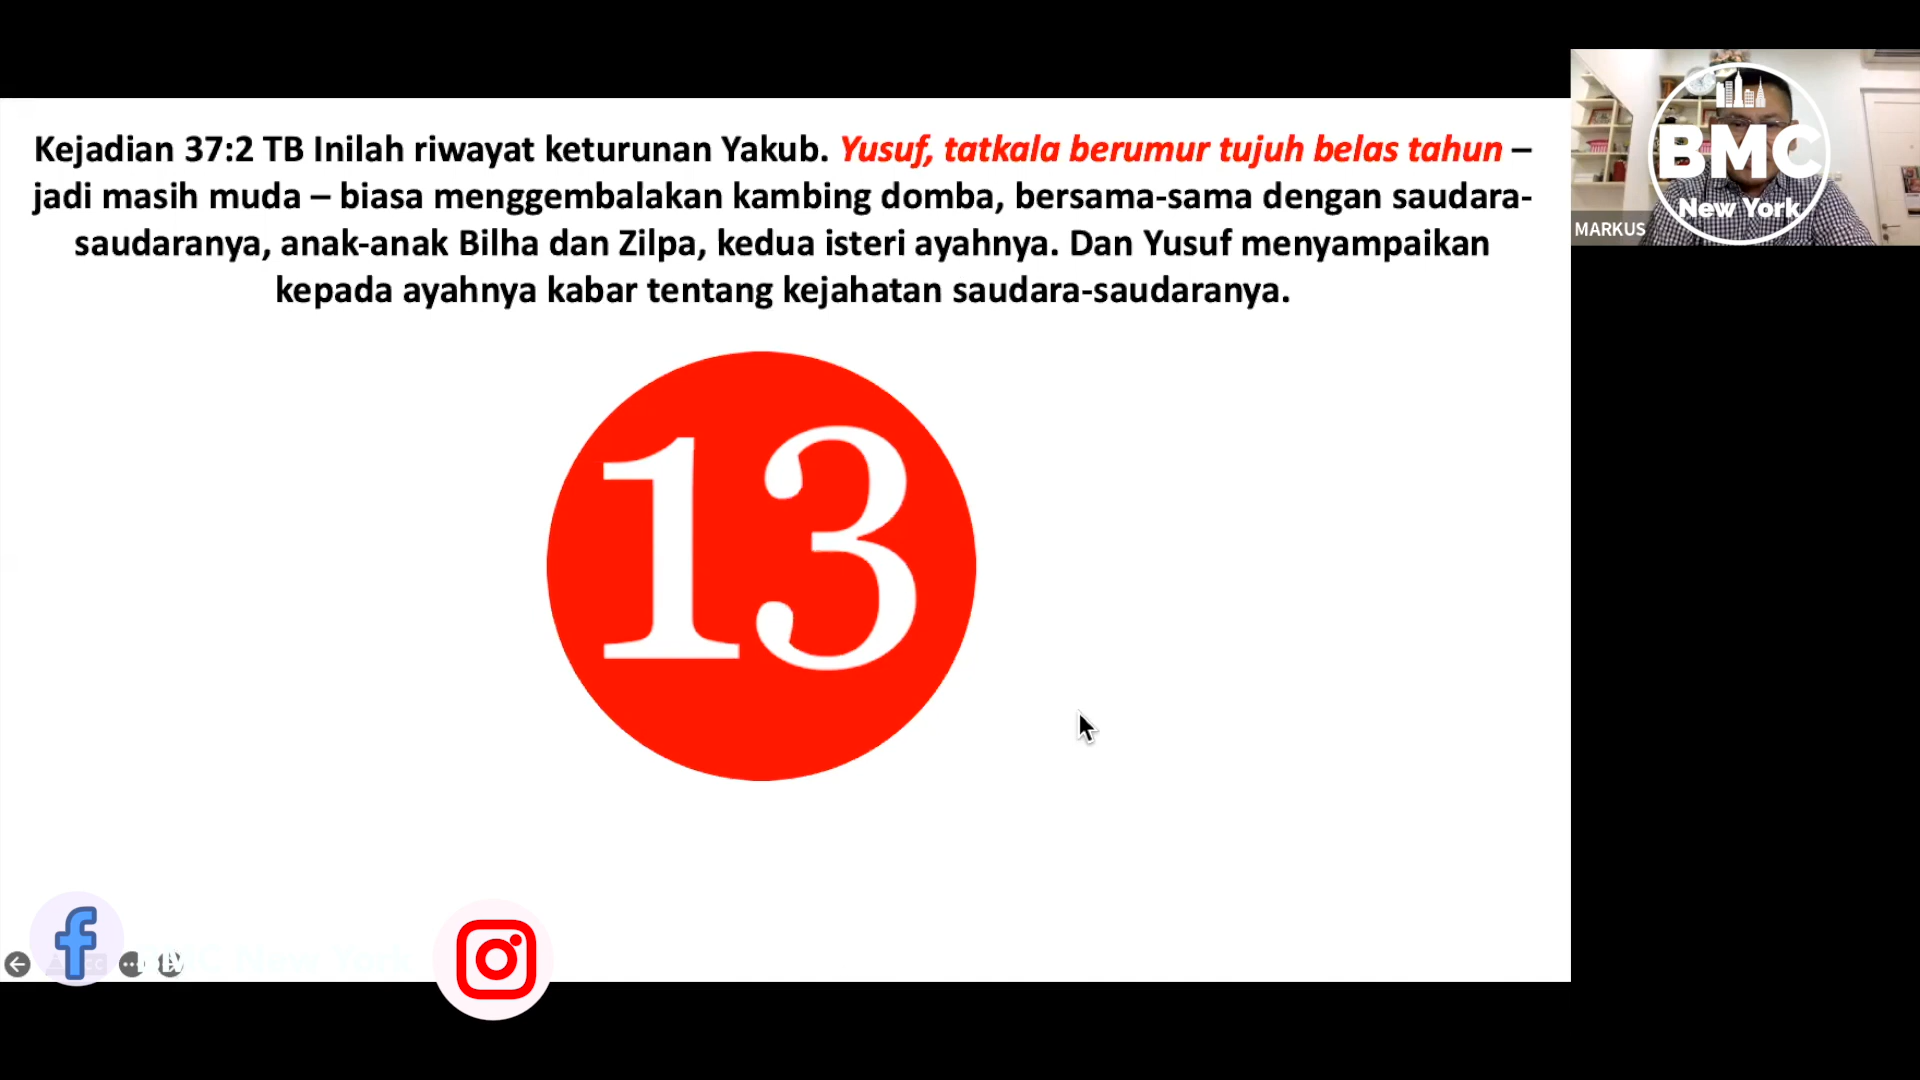 Kejadian 37:2 TB Inilah riwayat keturunan Yakub. Yusuf, tatkala berumur tujuh belas tahun –
jadi masih muda – biasa menggembalakan kambing domba, bersama-sama dengan saudara-
saudaranya, anak-anak Bilha dan Zilpa, kedua isteri ayahnya. Dan Yusuf menyampaikan
kepada ayahnya kabar tentang kejahatan saudara-saudaranya.
13
BMC
New York
MARKUS